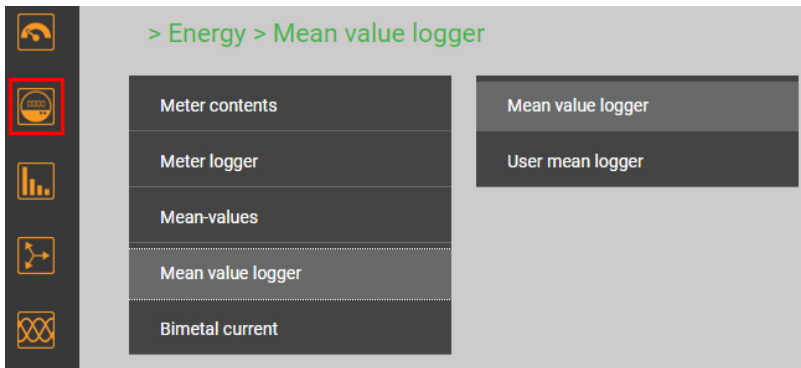 > Energy > Mean value logger
Meter contents
Meter logger
Mean-values
Mean value logger
Bimetal current
Mean value logger
User mean logger